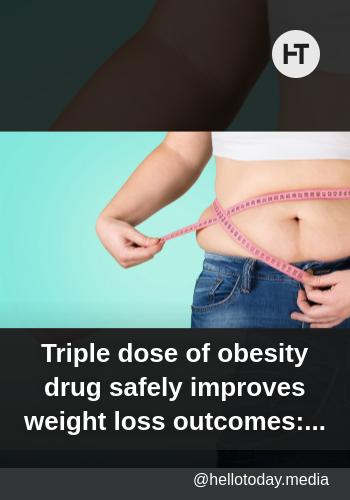 HT
Triple dose of obesity
drug safely improves
weight loss outcomes:...
@hellotoday.media